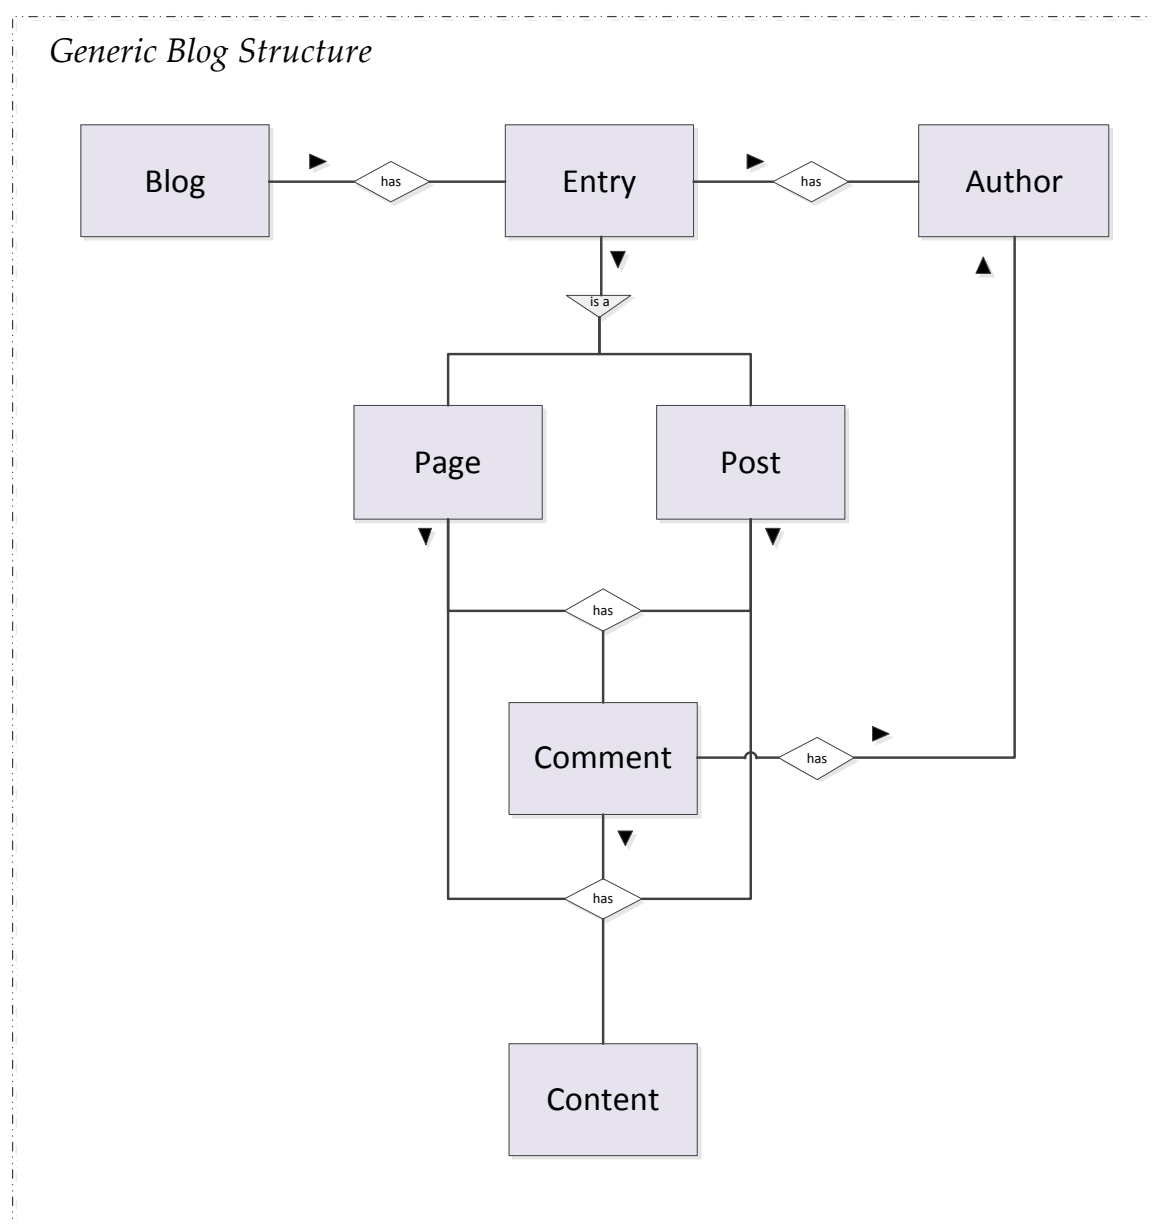 Generic Blog Structure
Blog
has
Entry
has
Author
is a
Page
Post
has
Comment
has
has
Content